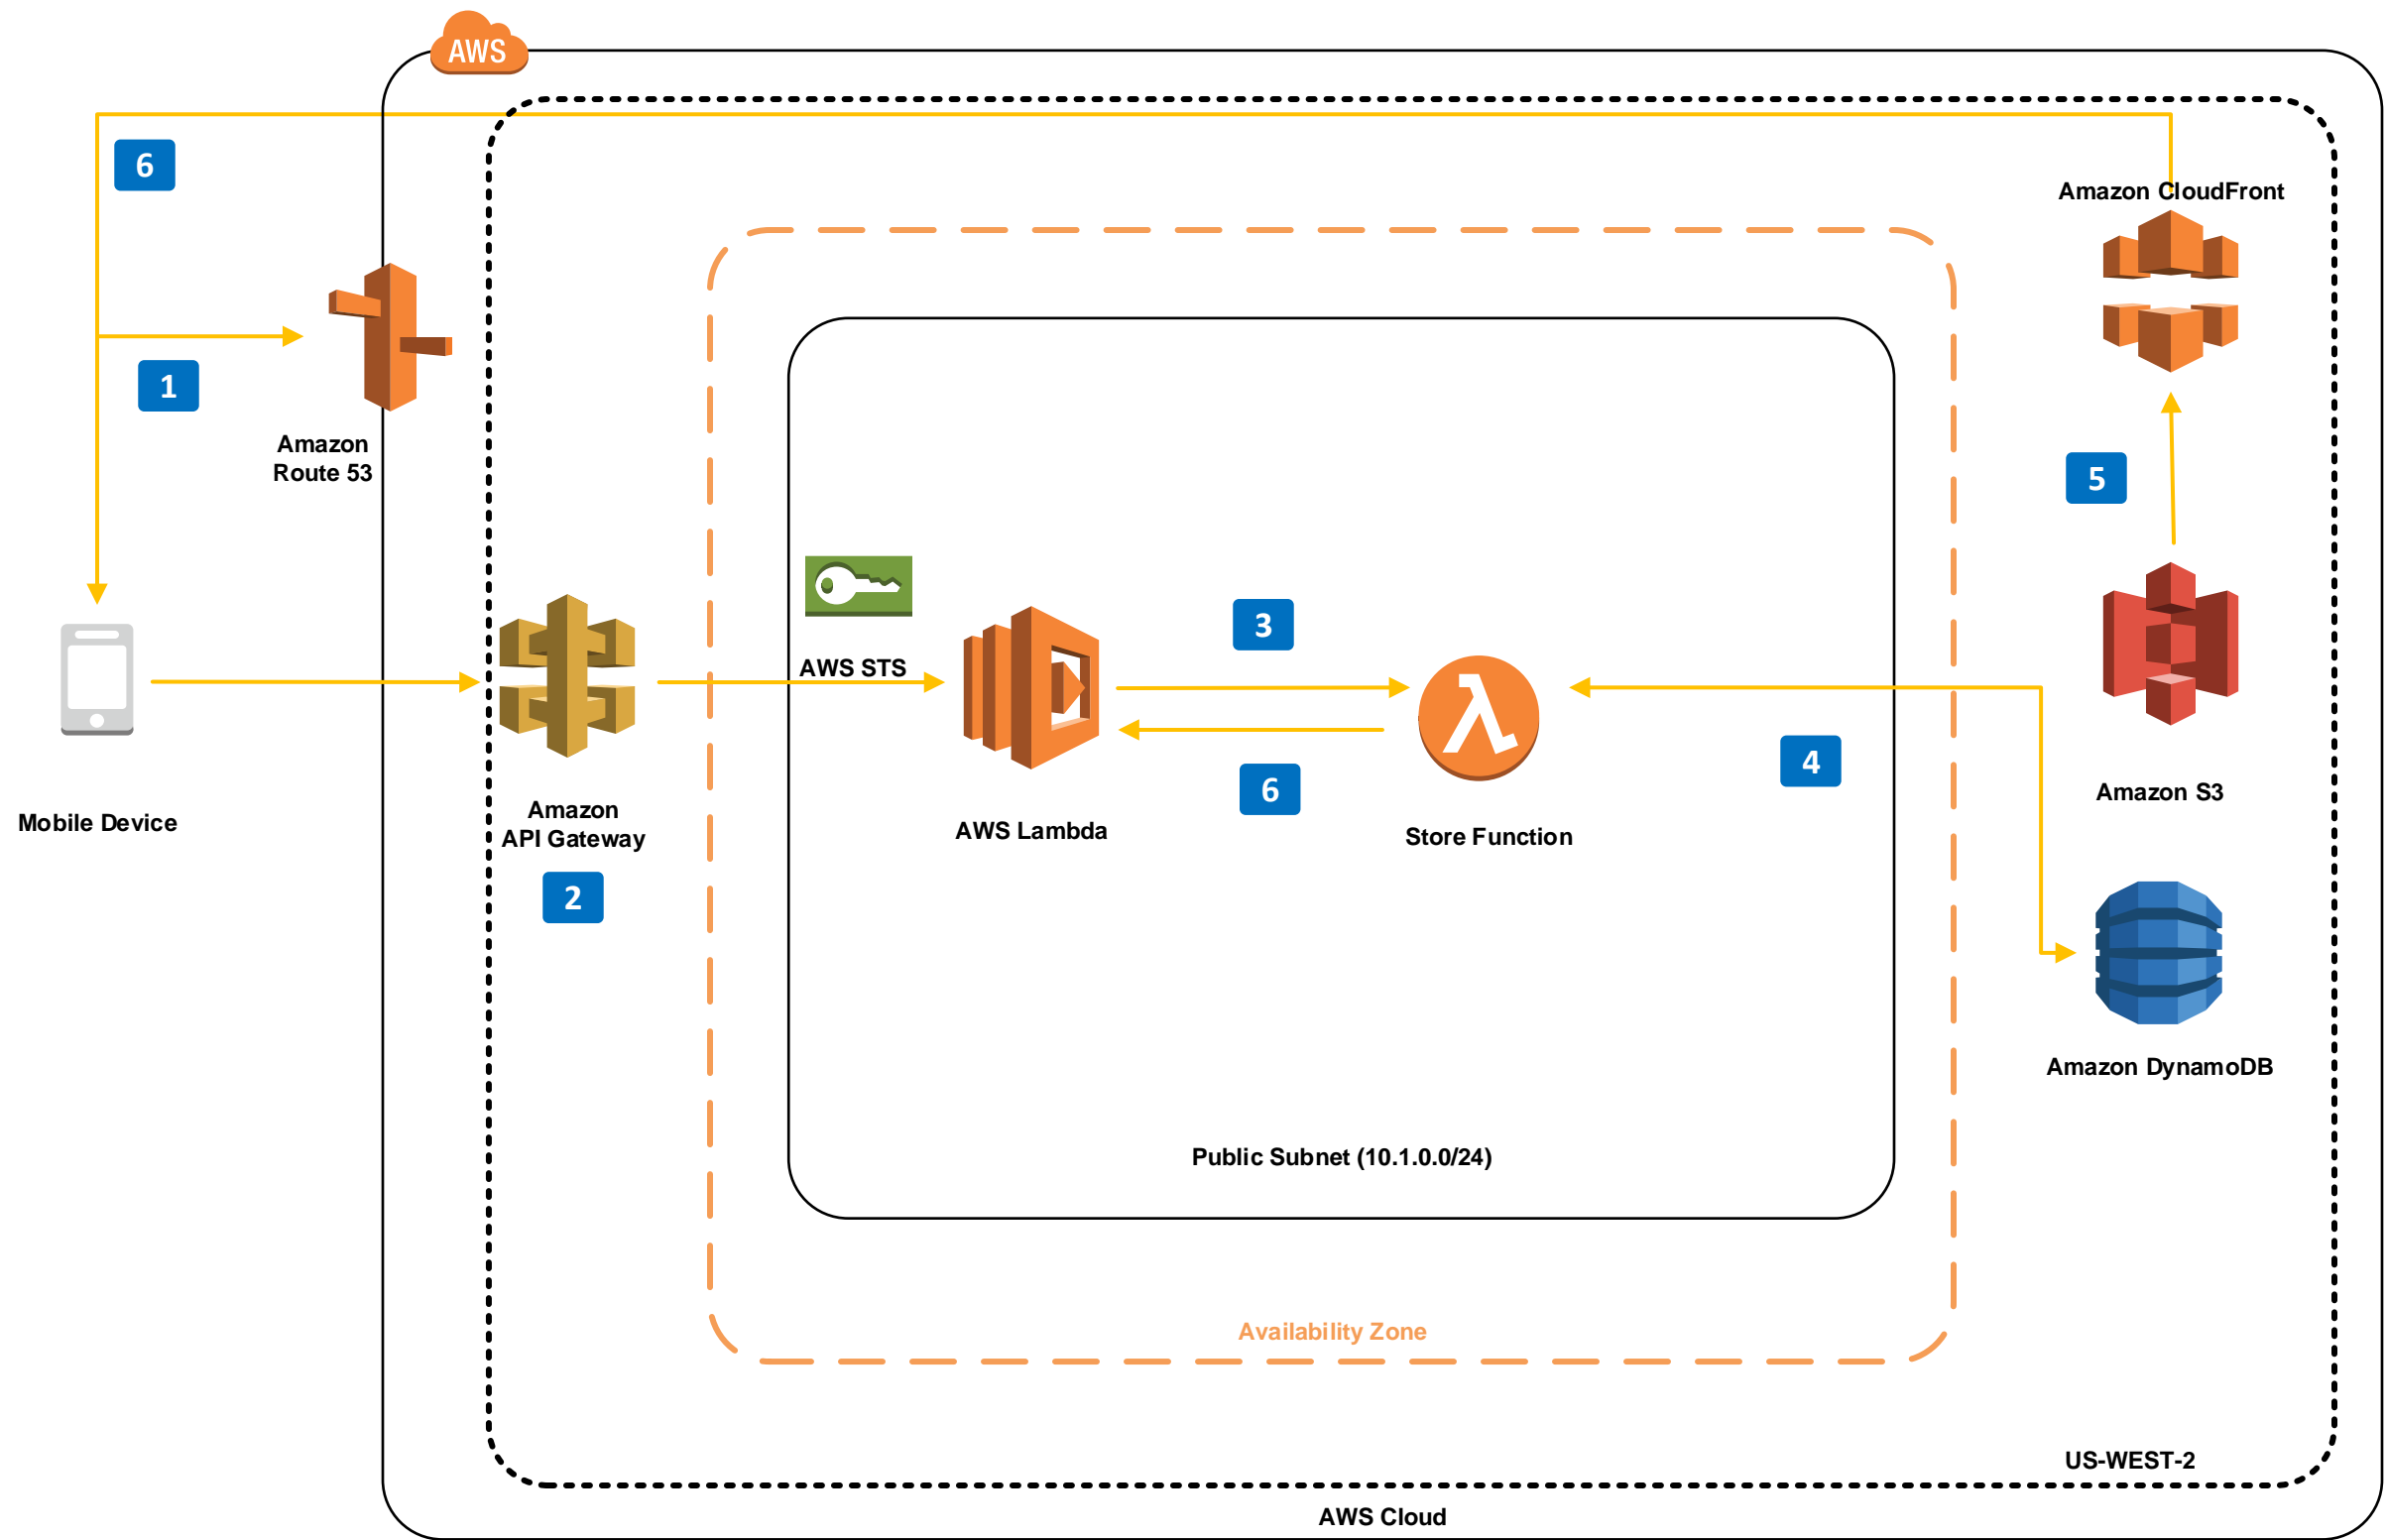 AWS
6
Amazon CloudFront
1
Amazon
Route 53
5
AWS STS
3
Mobile Device
Amazon
API Gateway
2
AWS Lambda
6
Store Function
4
Amazon S3
Amazon DynamoDB
Public Subnet (10.1.0.0/24)
Availability Zone
US-WEST-2
AWS Cloud